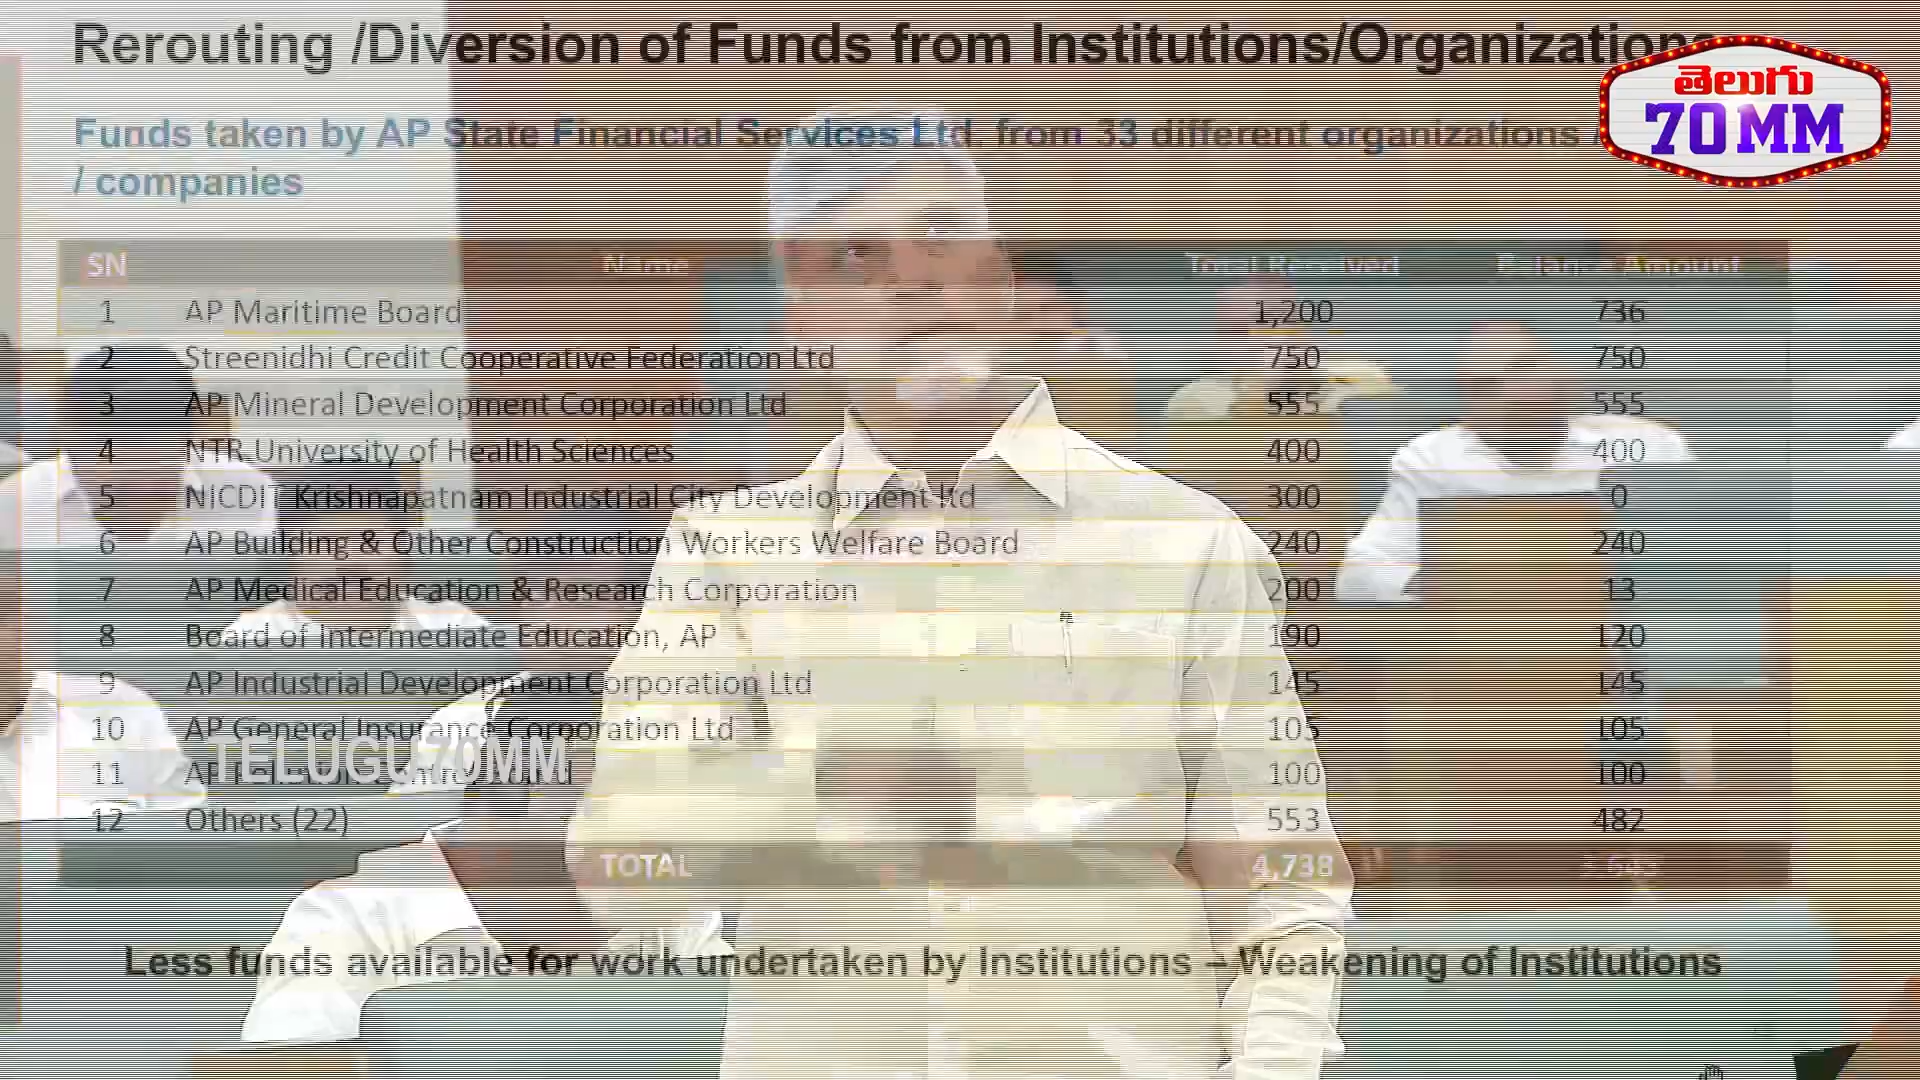 Rerouting /Diversion of Funds from Institutions/Organizations
తెలుగు
70MM
Funds taken by AP State Financial Services Ltd. from 33 different organizations /
/ companies
SN Name Total Received Balance Amount
1 AP Maritime Board 1,200 736
2 Streenidhi Credit Cooperative Federation Ltd 750 750
3 AP Mineral Development Corporation Ltd 555 555
4 NTR University of Health Sciences 400 400
5 NICDIT Krishnapatnam Industrial City Development ltd 300 0
6 AP Building & Other Construction Workers Welfare Board 240 240
7 AP Medical Education & Research Corporation 200 13
8 Board of Intermediate Education, AP 190 120
9 AP Industrial Development Corporation Ltd 145 145
10 AP General Insurance Corporation Ltd 105 105
TELUGU70MM
11 AP 100 100
12 Others (22) 553 482
TOTAL 4,738
Less funds available for work undertaken by Institutions – Weakening of Institutions